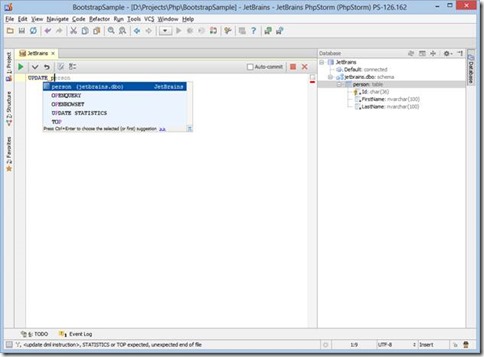 BootstrapSample - [D:\Projects\Php\BootstrapSample] - JetBrains - JetBrains PhpStorm (PhpStorm) PS-126.162
File Edit View Navigate Code Refactor Run Tools VCS Window Help
JetBrains
Auto-commit
UPDATE person
person (jetbrains.dbo) JetBrains
OPENQUERY
OPENROWSET
UPDATE STATISTICS
TOP
Press Ctrl+Enter to choose the selected (or first) suggestion >>
1: Project
2: Structure
2: Favorites
Database
JetBrains
Default: connected
jetbrains.dbo: schema
person: table
Id: char(36)
FirstName: nvarchar(100)
LastName: nvarchar(100)
Database
6: TODO Event Log
', <update dml instruction>, STATISTICS or TOP expected, unexpected end of file 1:9 UTF-8 Insert